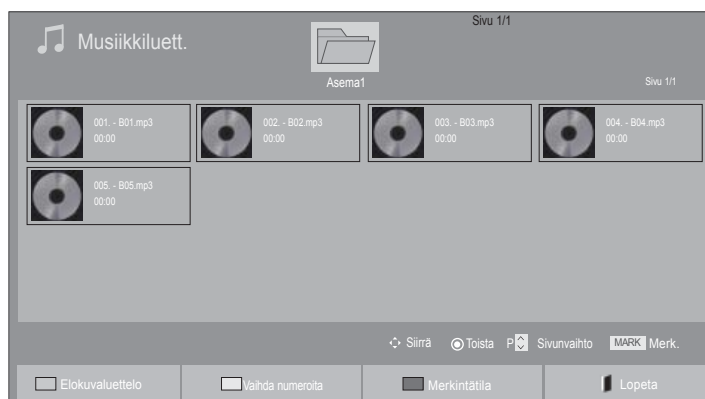 Sivu 1/1
Musiikkiluett.
Asema1
Sivu 1/1
001. - B01.mp3
00:00
002. - B02.mp3
00:00
003. - B03.mp3
00:00
004. - B04.mp3
00:00
005. - B05.mp3
00:00
Siirrä Toista P Sivunvaihto MARK Merk.
Elokuvaluettelo Vaihda numeroita Merkintätila Lopeta